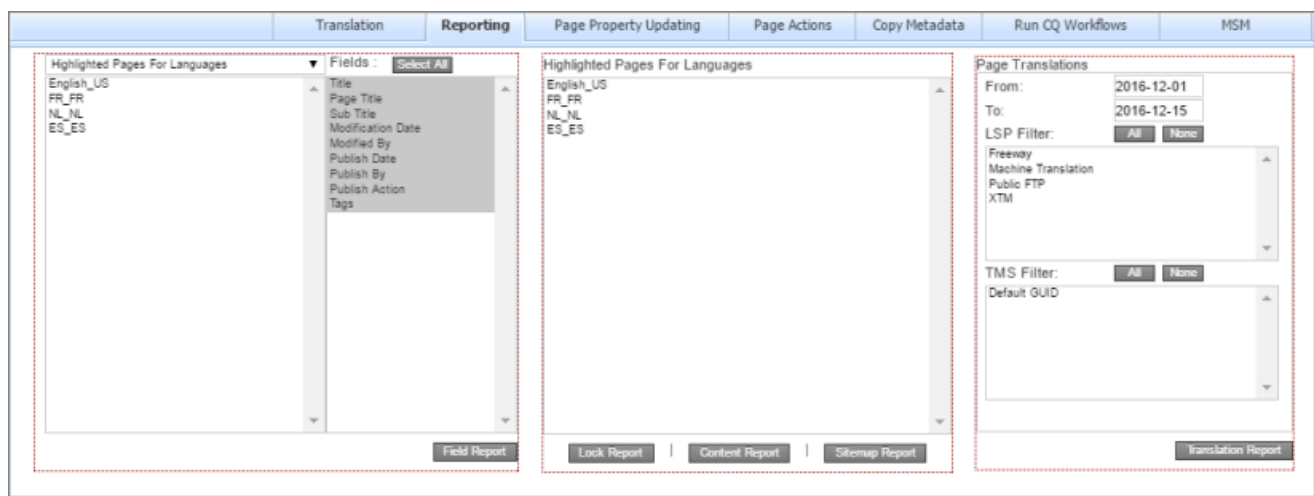 Translation Reporting Page Property Updating Page Actions Copy Metadata Run CQ Workflows MSM
Highlighted Pages For Languages
English_US
FR_FR
NL_NL
ES_ES
Fields : Select All
Title
Page Title
Sub Title
Modification Date
Modified By
Publish Date
Publish By
Publish Action
Tags
Field Report
Highlighted Pages For Languages
English_US
FR_FR
NL_NL
ES_ES
Lock Report | Content Report | Sitemap Report
Page Translations
From: 2016-12-01
To: 2016-12-15
LSP Filter: All None
Freeway
Machine Translation
Public FTP
XTM
TMS Filter: All None
Default GUID
Translation Report